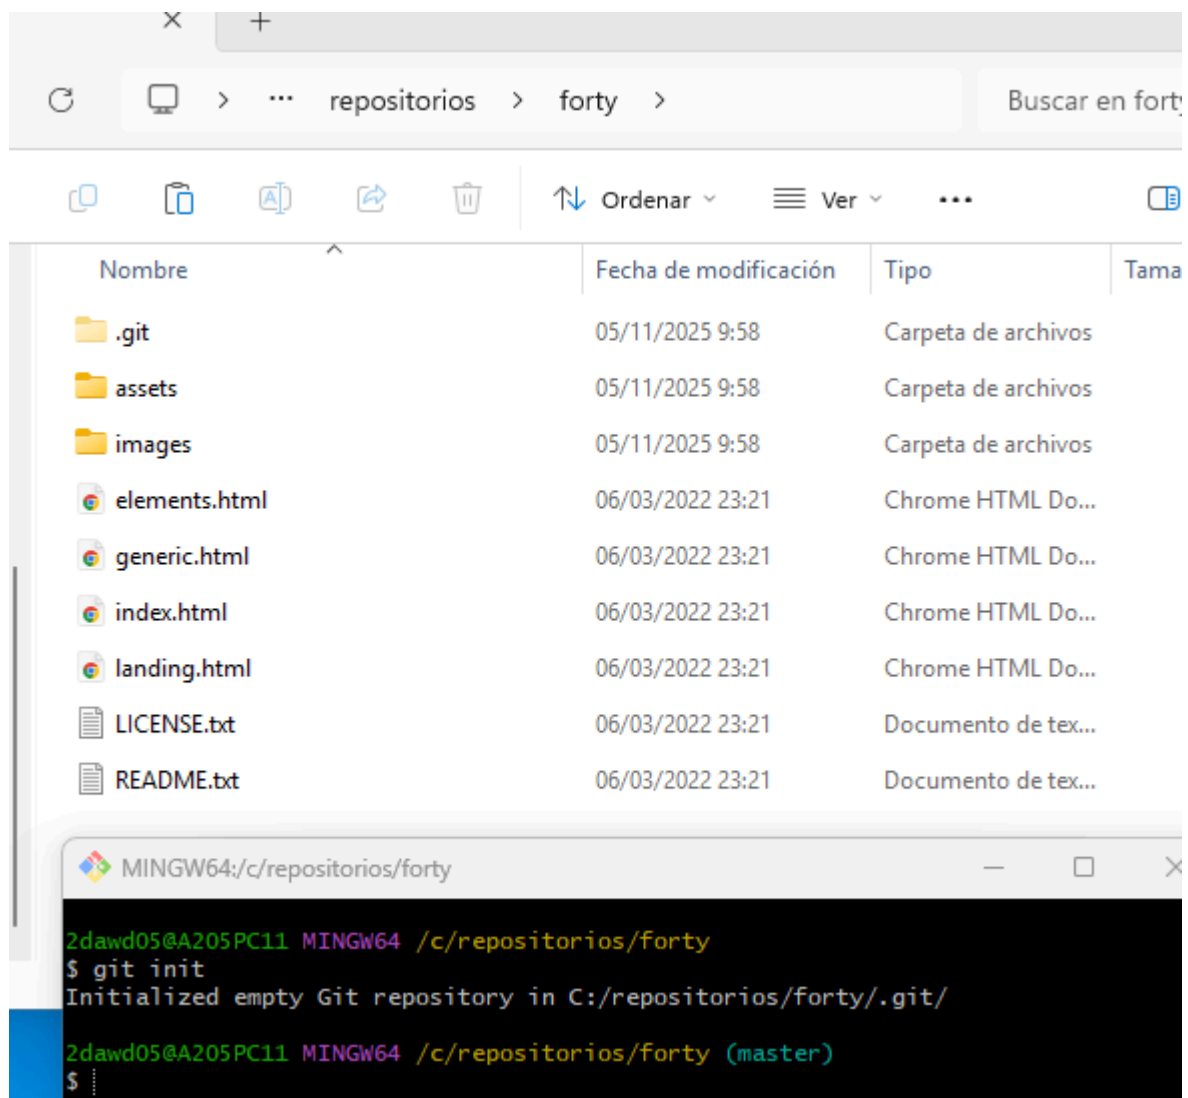 repositorios > forty >
Buscar en forty
Ordenar Ver
Nombre Fecha de modificación Tipo Tama
.git 05/11/2025 9:58 Carpeta de archivos
assets 05/11/2025 9:58 Carpeta de archivos
images 05/11/2025 9:58 Carpeta de archivos
elements.html 06/03/2022 23:21 Chrome HTML Do...
generic.html 06/03/2022 23:21 Chrome HTML Do...
index.html 06/03/2022 23:21 Chrome HTML Do...
landing.html 06/03/2022 23:21 Chrome HTML Do...
LICENSE.txt 06/03/2022 23:21 Documento de tex...
README.txt 06/03/2022 23:21 Documento de tex...
MINGW64:/c/repositorios/forty
2dawd05@A205PC11 MINGW64 /c/repositorios/forty
$ git init
Initialized empty Git repository in C:/repositorios/forty/.git/
2dawd05@A205PC11 MINGW64 /c/repositorios/forty (master)
$